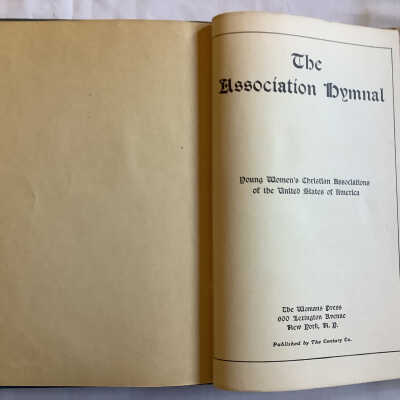 The
Association Hymnal
Young Women's Christian Associations
of the United States of America
The Womans Press
600 Lexington Avenue
New York, N. Y.
Published by The Century Co.